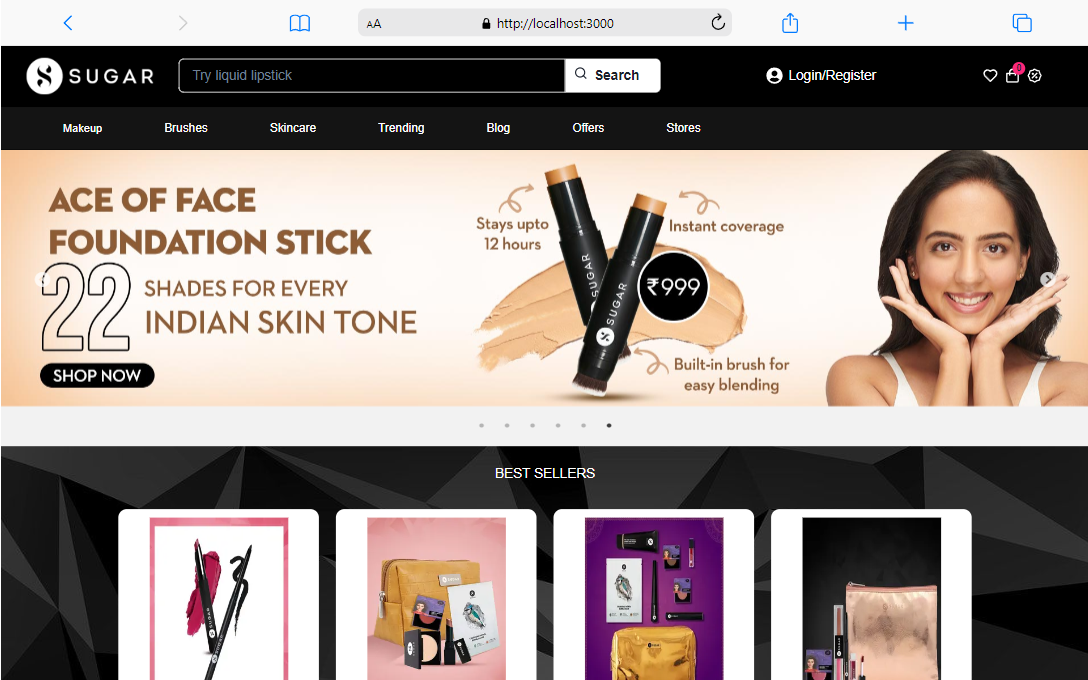 AA http://localhost:3000
SUGAR Try liquid lipstick Search Login/Register 0
Makeup Brushes Skincare Trending Blog Offers Stores
ACE OF FACE
FOUNDATION STICK
22 SHADES FOR EVERY
INDIAN SKIN TONE
SHOP NOW
Stays upto
12 hours
Instant coverage
SUGAR
SUGAR
₹999
Built-in brush for
easy blending
BEST SELLERS